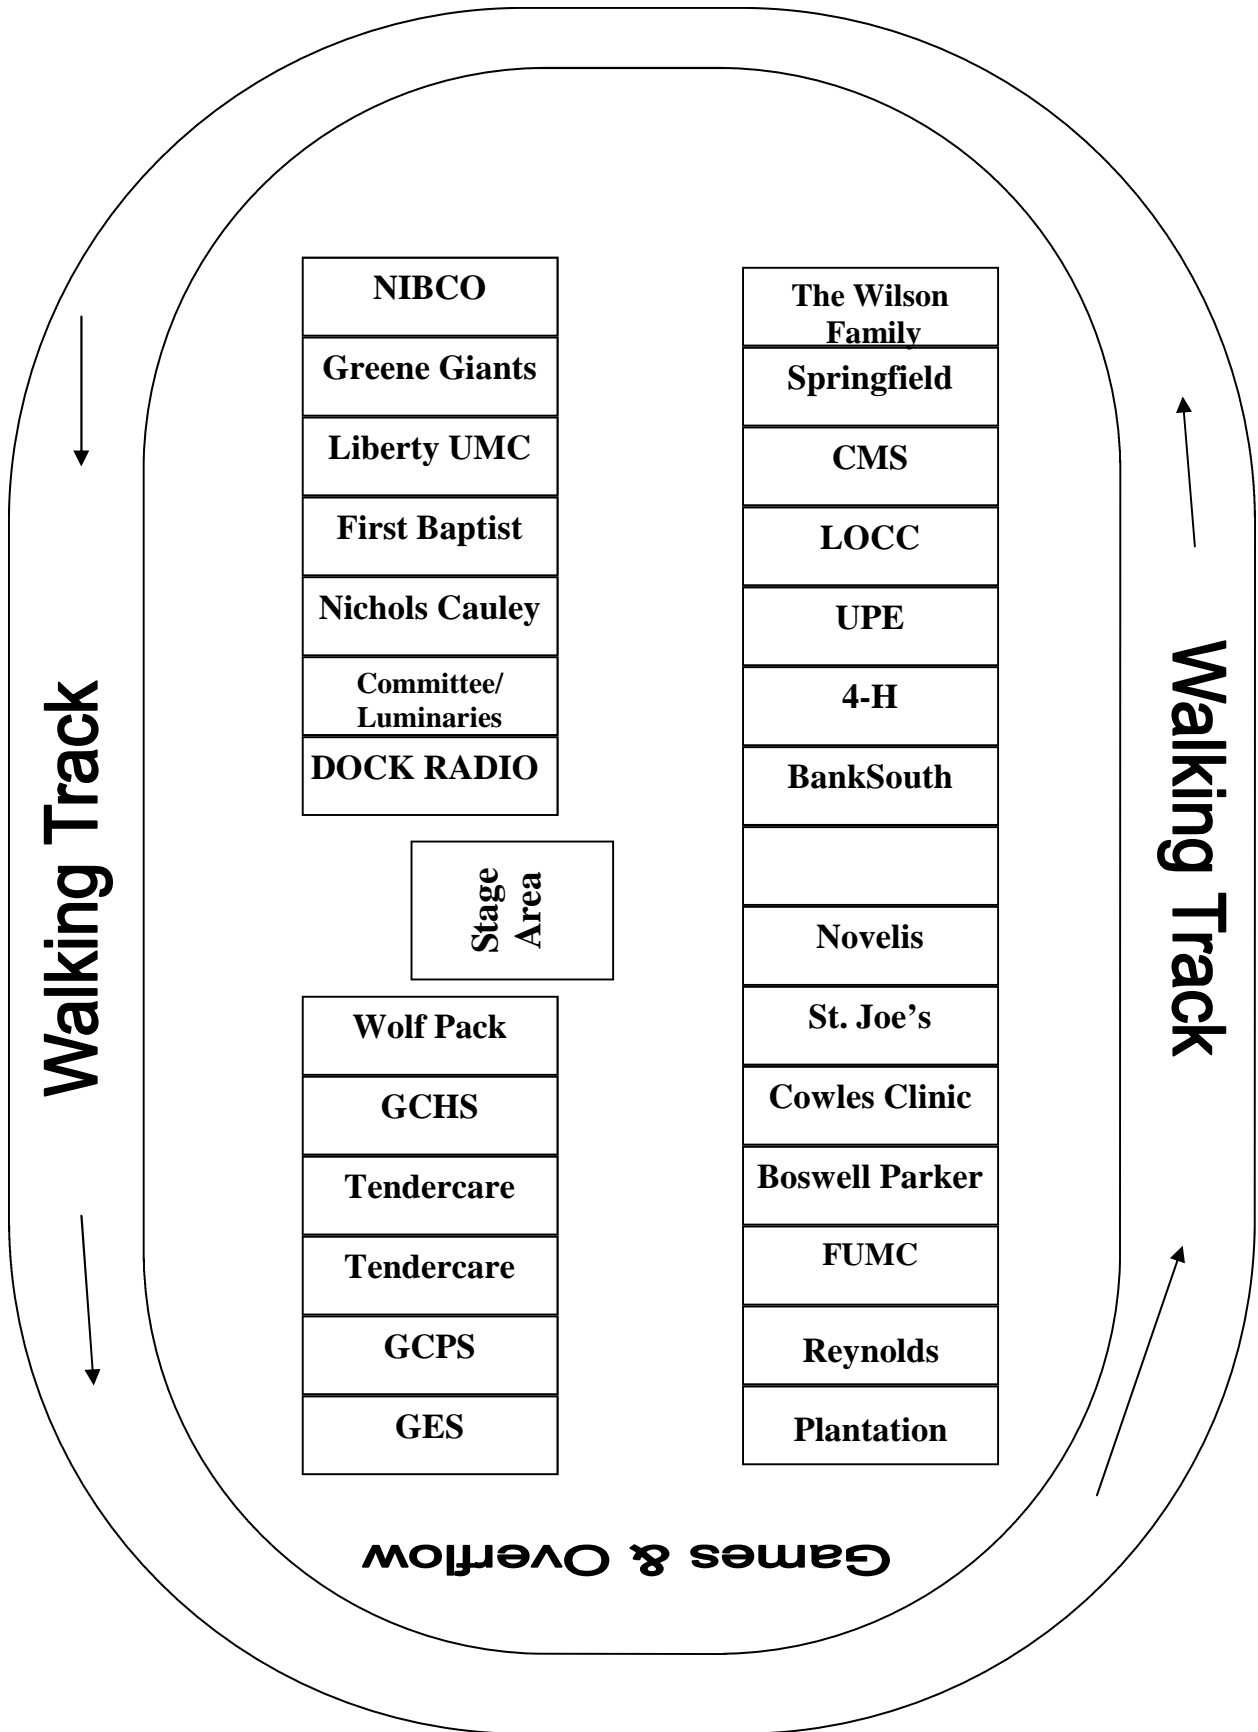 NIBCO
Greene Giants
Liberty UMC
First Baptist
Nichols Cauley
Committee/
Luminaries
DOCK RADIO
Stage
Area
Wolf Pack
GCHS
Tendercare
Tendercare
GCPS
GES
The Wilson
Family
Springfield
CMS
LOCC
UPE
4-H
BankSouth
Novelis
St. Joe’s
Cowles Clinic
Boswell Parker
FUMC
Reynolds
Plantation
Walking Track
Walking Track
Games & Overflow